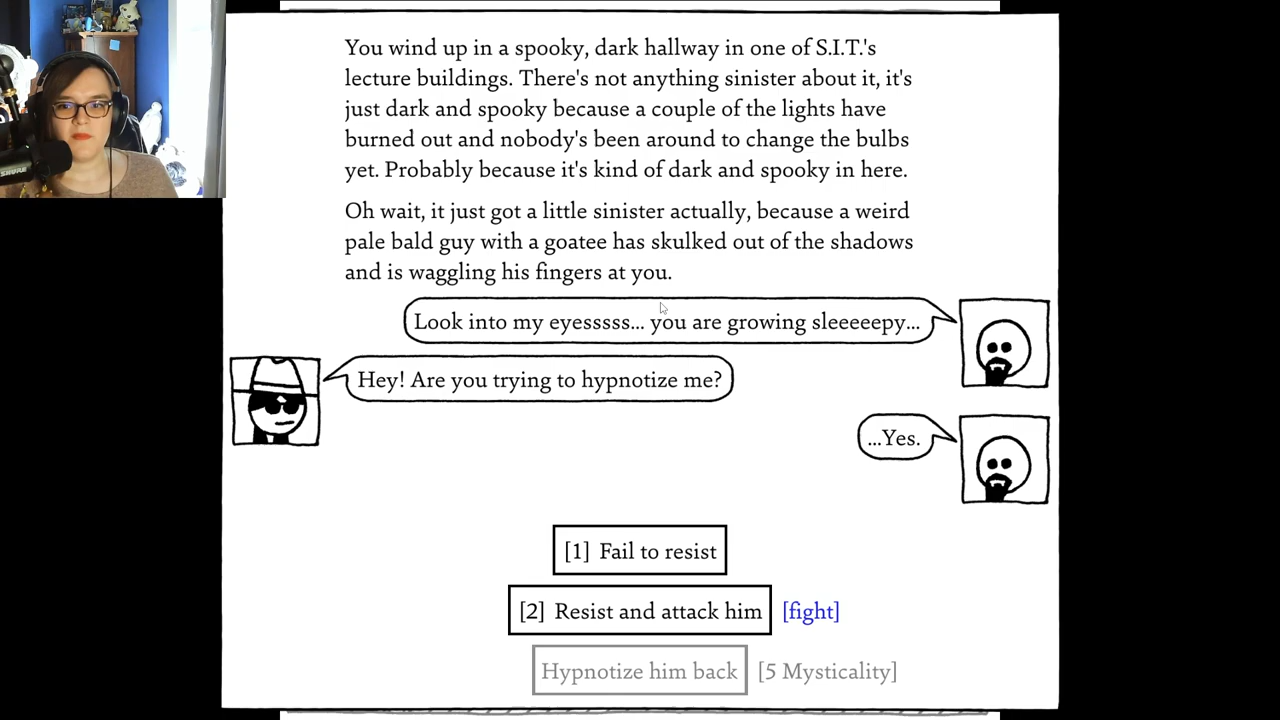 You wind up in a spooky, dark hallway in one of S.I.T.'s
lecture buildings. There's not anything sinister about it, it's
just dark and spooky because a couple of the lights have
burned out and nobody's been around to change the bulbs
yet. Probably because it's kind of dark and spooky in here.
Oh wait, it just got a little sinister actually, because a weird
pale bald guy with a goatee has skulked out of the shadows
and is waggling his fingers at you.
Look into my eyesssss... you are growing sleeeeepy...
Hey! Are you trying to hypnotize me?
...Yes.
[1] Fail to resist
[2] Resist and attack him [fight]
Hypnotize him back [5 Mysticality]
SHURE